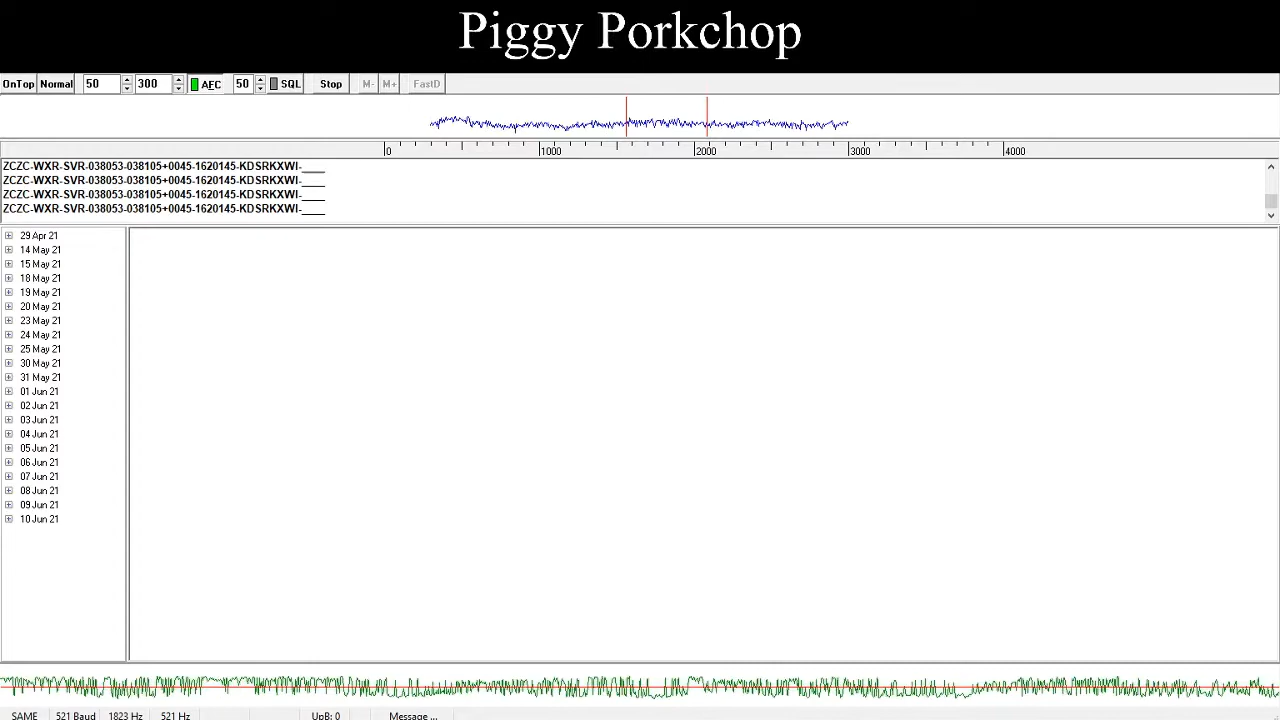 Piggy Porkchop
OnTop Normal 50 300 AFC 50 SQL Stop M- M+ FastD
0 1000 2000 3000 4000
ZCZC-WXR-SVR-038053-038105+0045-1620145-KDSRKXWI-____
ZCZC-WXR-SVR-038053-038105+0045-1620145-KDSRKXWI-____
ZCZC-WXR-SVR-038053-038105+0045-1620145-KDSRKXWI-____
ZCZC-WXR-SVR-038053-038105+0045-1620145-KDSRKXWI-____
29 Apr 21
14 May 21
15 May 21
18 May 21
19 May 21
20 May 21
23 May 21
24 May 21
25 May 21
30 May 21
31 May 21
01 Jun 21
02 Jun 21
03 Jun 21
04 Jun 21
05 Jun 21
06 Jun 21
07 Jun 21
08 Jun 21
09 Jun 21
10 Jun 21
SAME 521 Baud 1823 Hz 521 Hz UpB: 0 Message ...